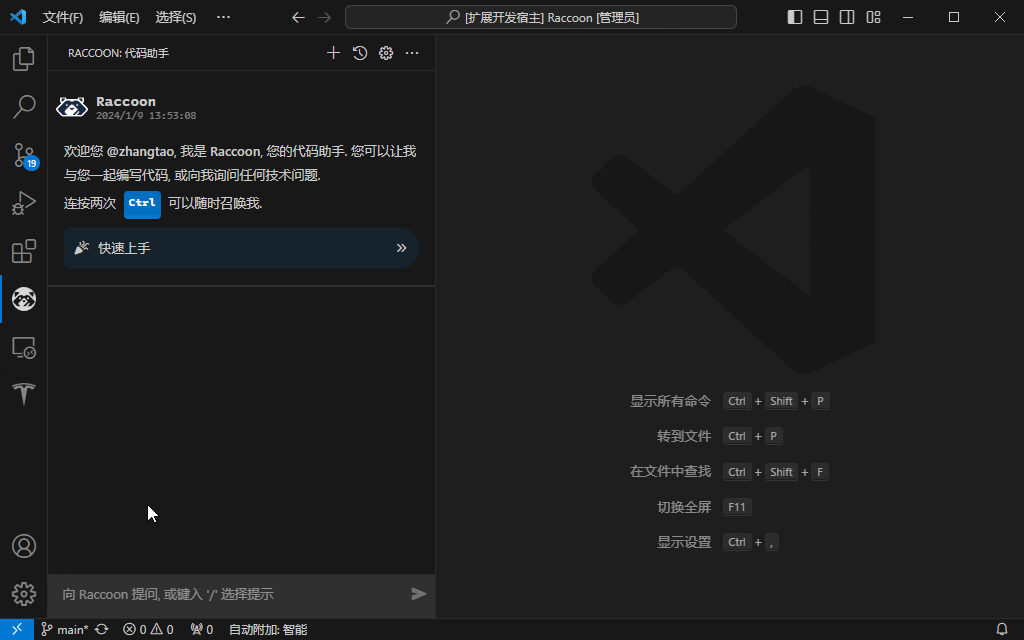 文件(F) 编辑(E) 选择(S) ··· [扩展开发宿主] Raccoon [管理员]
RACCOON: 代码助手
Raccoon
2024/1/9 13:53:08
欢迎您 @zhangtao, 我是 Raccoon, 您的代码助手. 您可以让我
与您一起编写代码, 或向我询问任何技术问题.
连按两次 Ctrl 可以随时召唤我.
快速上手
19
显示所有命令 Ctrl + Shift + P
转到文件 Ctrl + P
在文件中查找 Ctrl + Shift + F
切换全屏 F11
显示设置 Ctrl + ,
向 Raccoon 提问, 或键入 '/' 选择提示
main* 0 0 0 自动附加: 智能